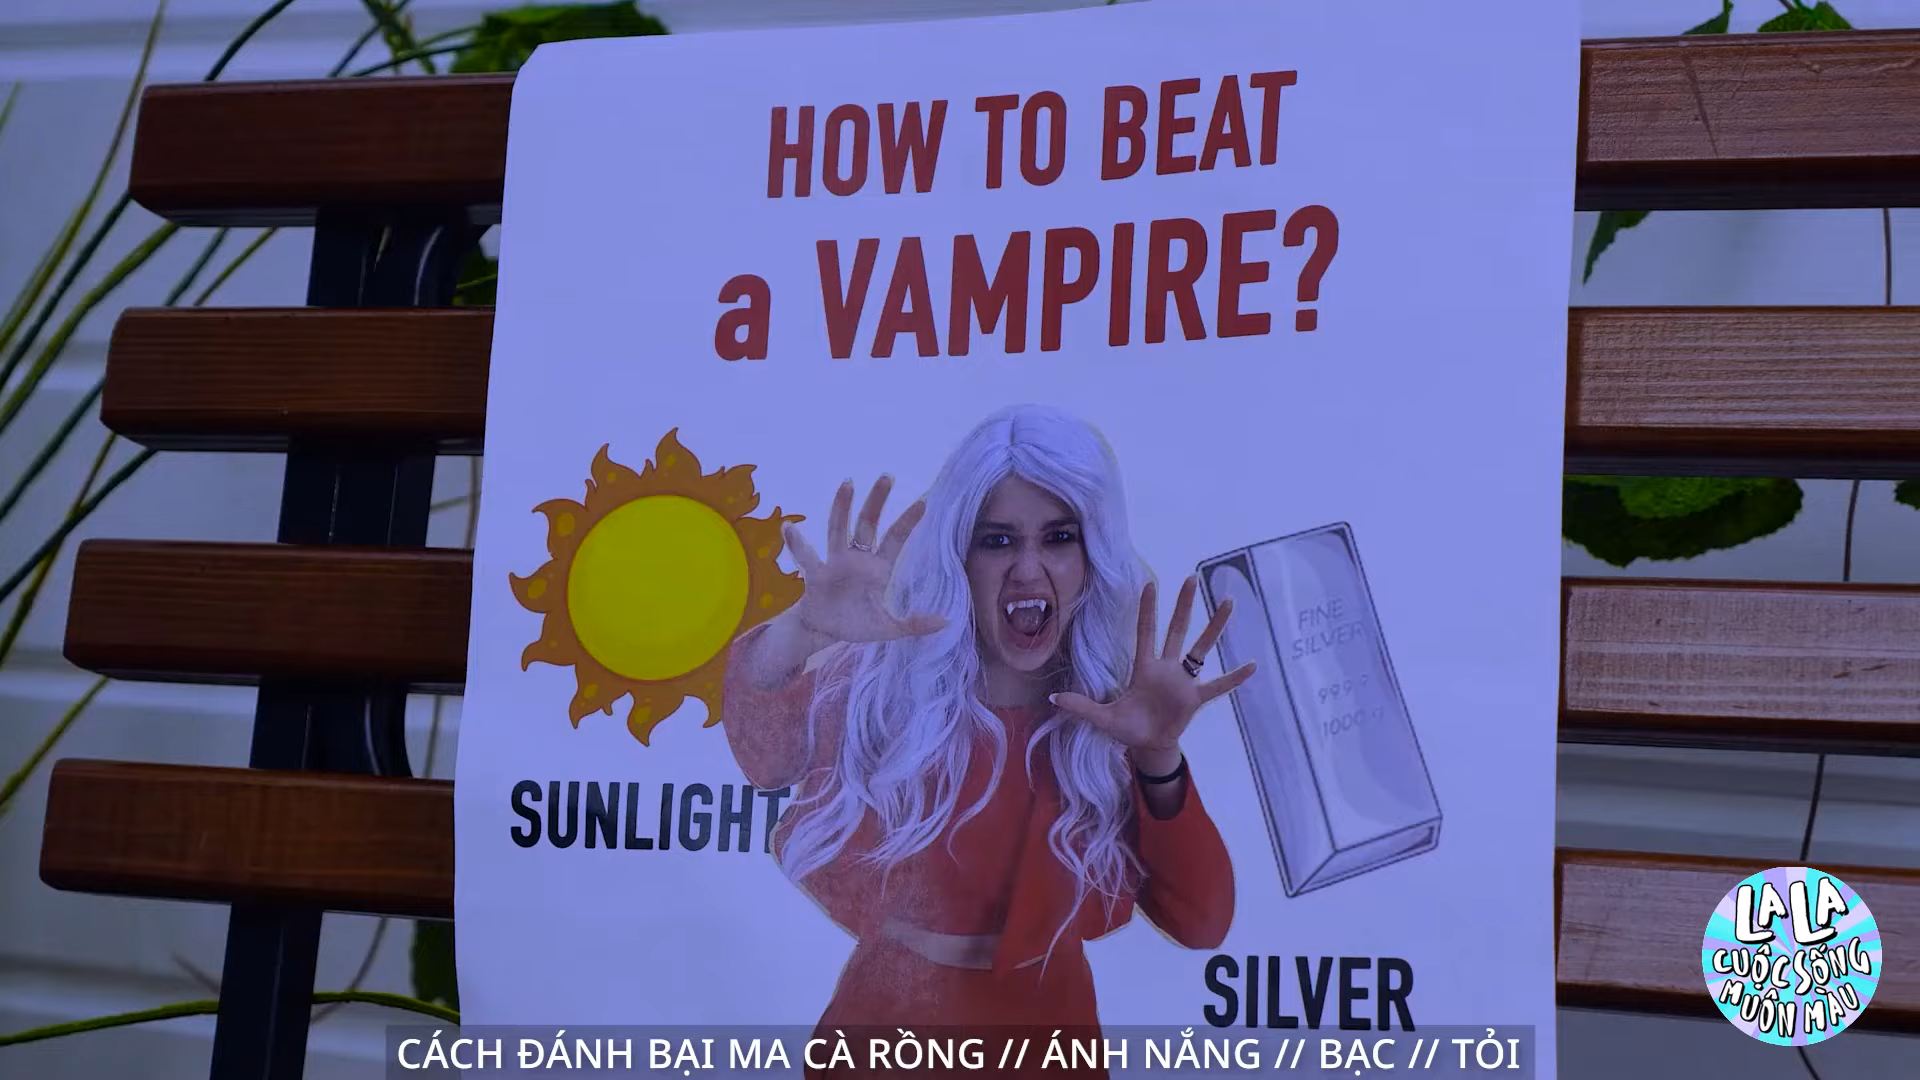 HOW TO BEAT
a VAMPIRE?
FINE
SILVER
999.9
1000 g
SUNLIGHT
SILVER
CÁCH ĐÁNH BẠI MA CÀ RỒNG // ÁNH NẮNG // BẠC // TỎI
LA LA
CUỘC SỐNG
MUÔN MÀU